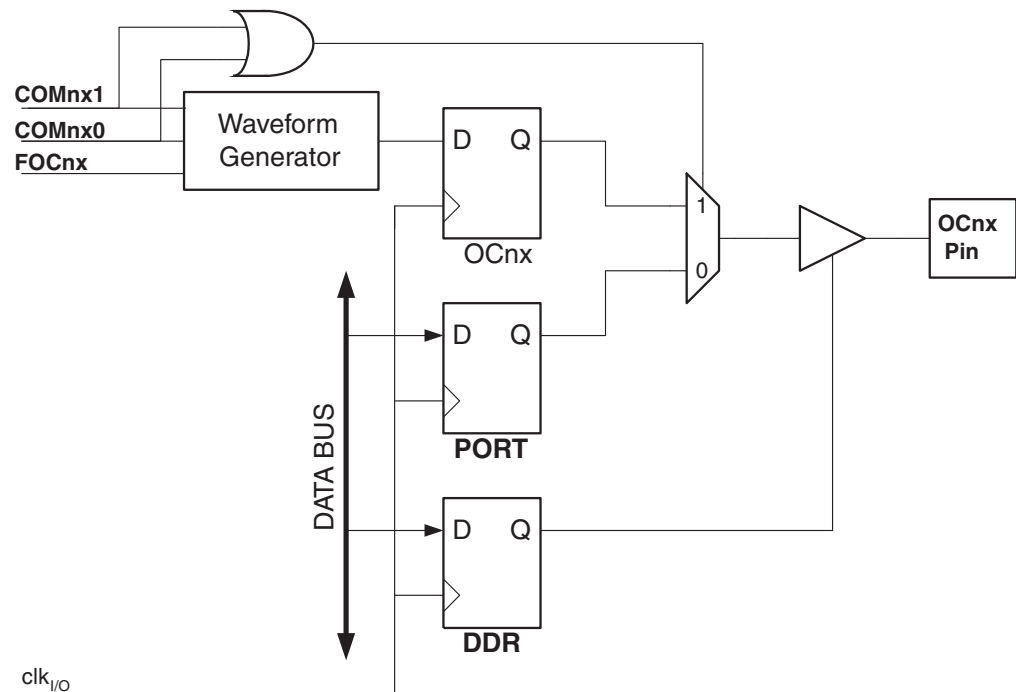 COMnx1
COMnx0
FOCnx
Waveform
Generator
D Q
OCnx
1
0
OCnx
Pin
DATA BUS
D Q
PORT
D Q
DDR
clkI/O